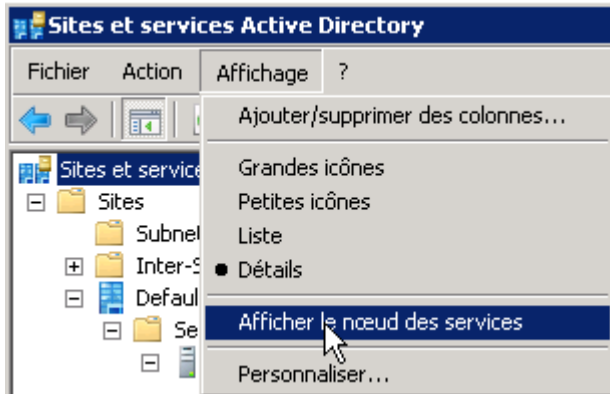 Sites et services Active Directory
Fichier Action Affichage ?
Ajouter/supprimer des colonnes...
Grandes icônes
Petites icônes
Liste
Détails
Afficher le nœud des services
Personnaliser...
Sites et service
Sites
Subne
Inter-S
Defaul
Se